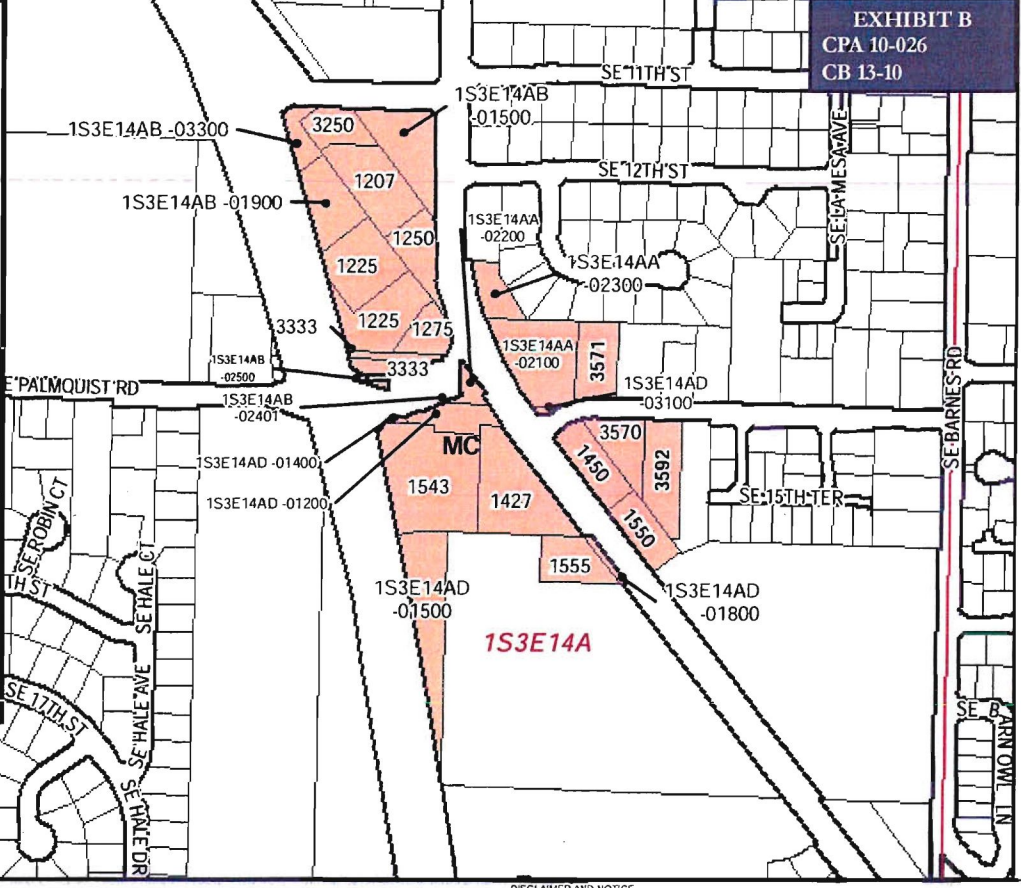 EXHIBIT B
CPA 10-026
CB 13-10
SE 11TH ST
1S3E14AB
-01500
1S3E14AB -03300
3250
SE LA MESA AVE
SE 12TH ST
1207
1S3E14AB -01900
1S3E14AA
-02200
1250
1S3E14AA
-02300
1225
1225
1275
3333
1S3E14AA
-02100
3571
1S3E14AB
-02500
3333
E PALMQUIST RD
1S3E14AD
-03100
SE BARNES RD
1S3E14AB
-02401
MC
3570
1450
3592
1S3E14AD -01400
1543
1427
1S3E14AD -01200
SE 15TH TER
1550
SE ROBIN CT
1555
TH ST
SE HALE CT
1S3E14AD
-01500
1S3E14AD
-01800
1S3E14A
SE HALE AVE
SE 17TH ST
SE B
ARN OWL LN
SE HALE DR
DISCLAIMER AND NOTICE